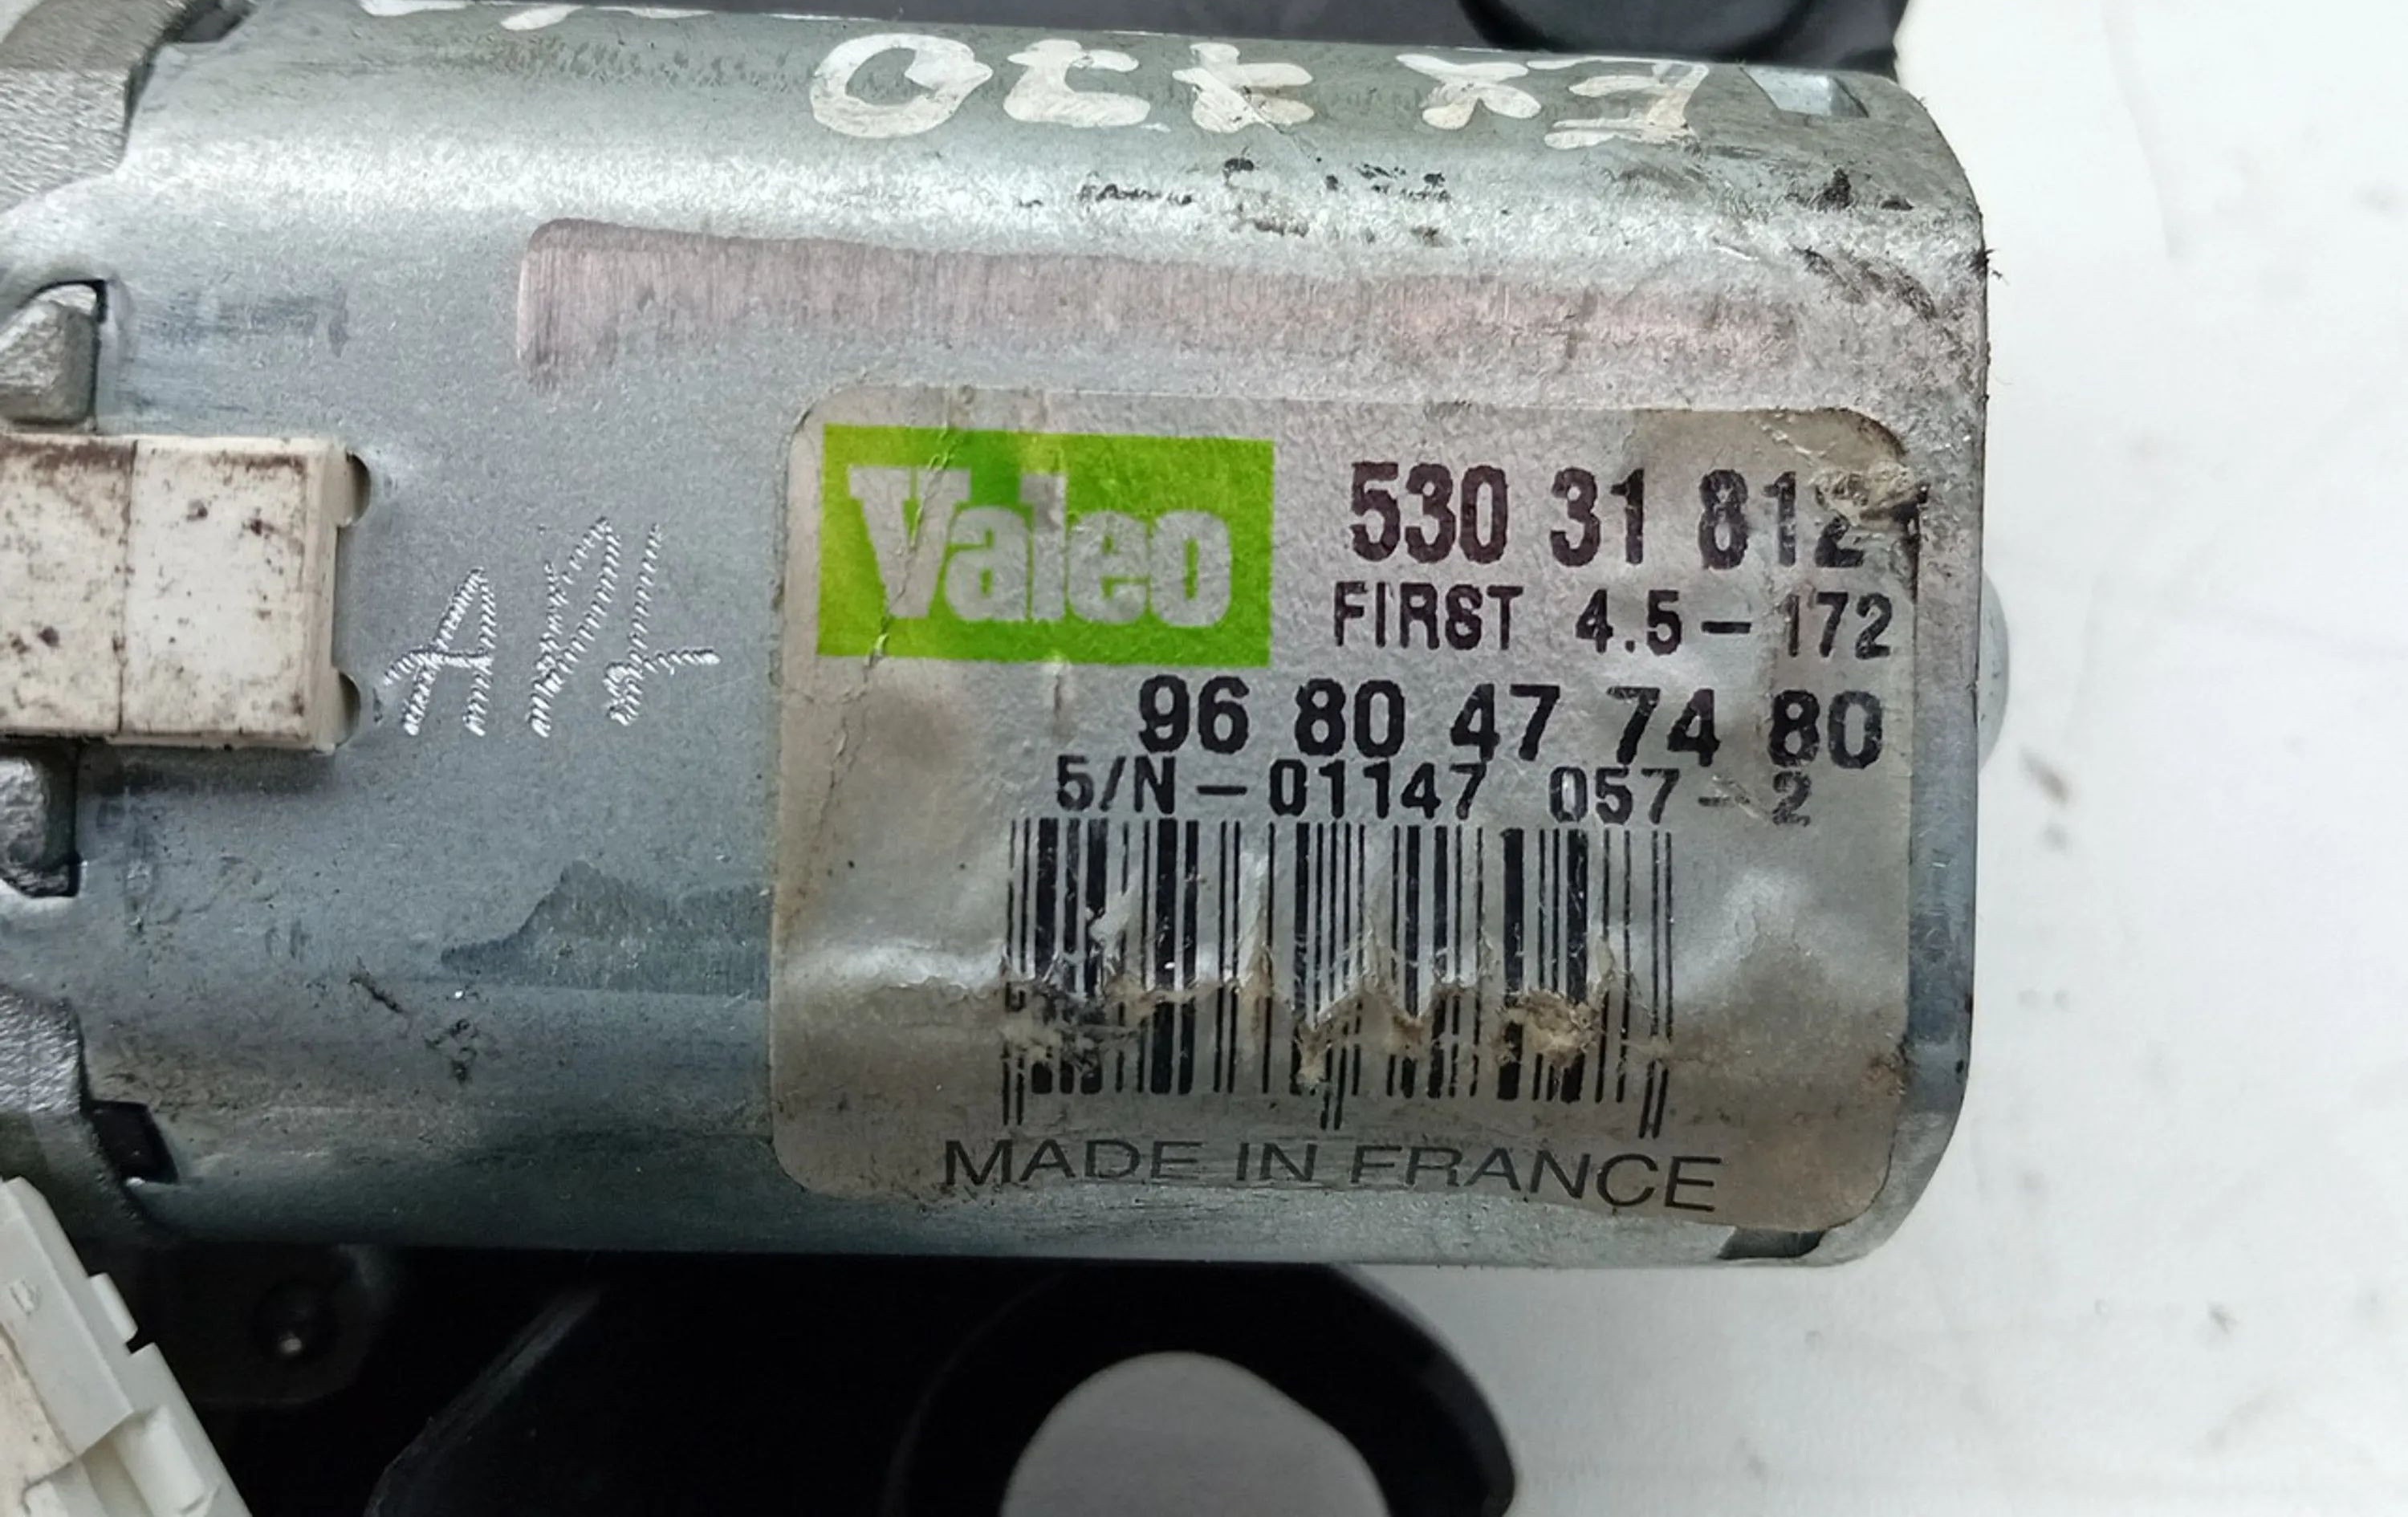 Valeo
530 31 812
FIRST 4.5-172
96 80 47 74 80
S/N-01147 057-2
MADE IN FRANCE